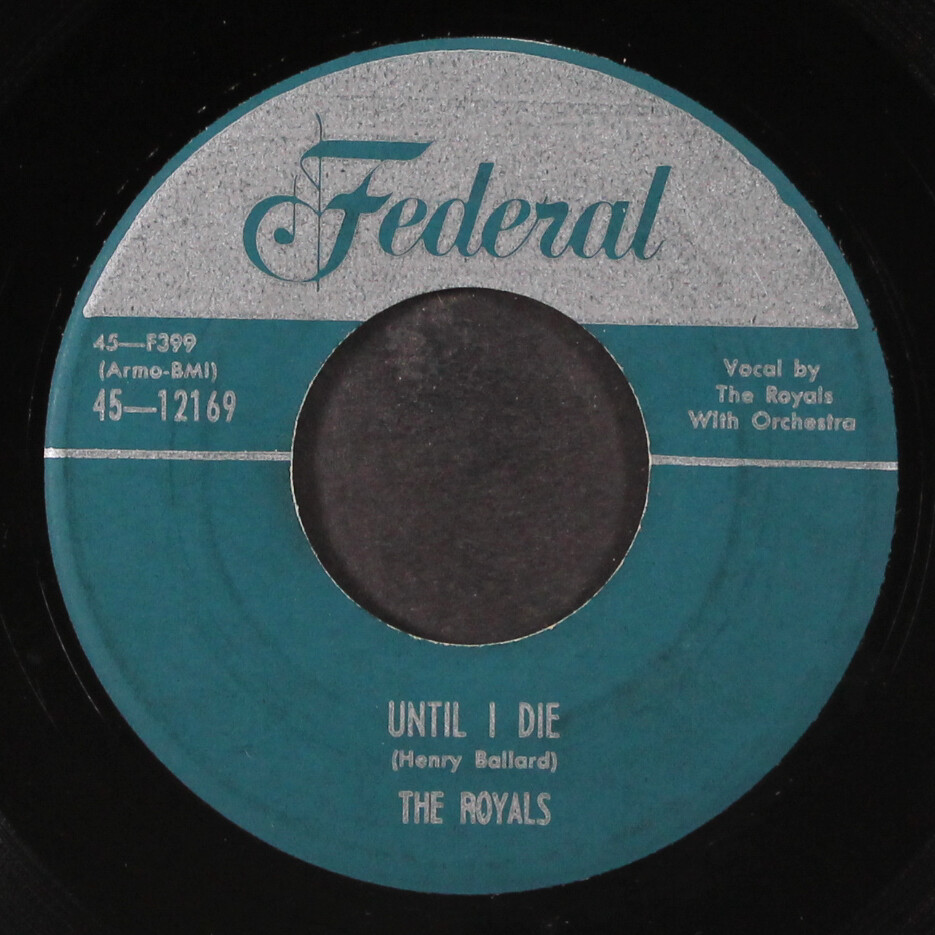 Federal
45—F399
(Armo-BMI)
45—12169
Vocal by
The Royals
With Orchestra
UNTIL I DIE
(Henry Ballard)
THE ROYALS